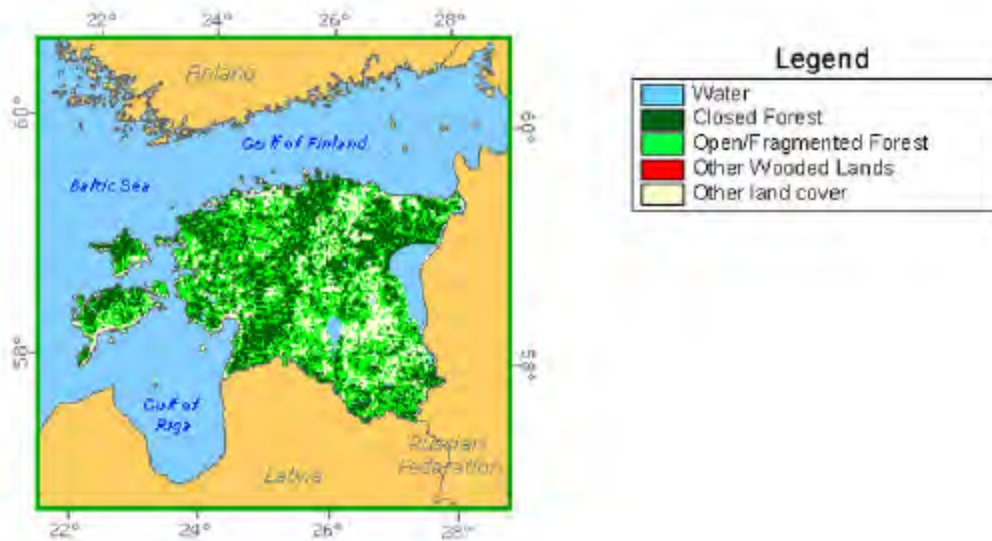 22° 24° 26° 28°
Finland
60°
60°
Gulf of Finland
Baltic Sea
58°
58°
Gulf of
Riga
Latvia
Russian
Federation
22° 24° 26° 28°
Legend
Water
Closed Forest
Open/Fragmented Forest
Other Wooded Lands
Other land cover